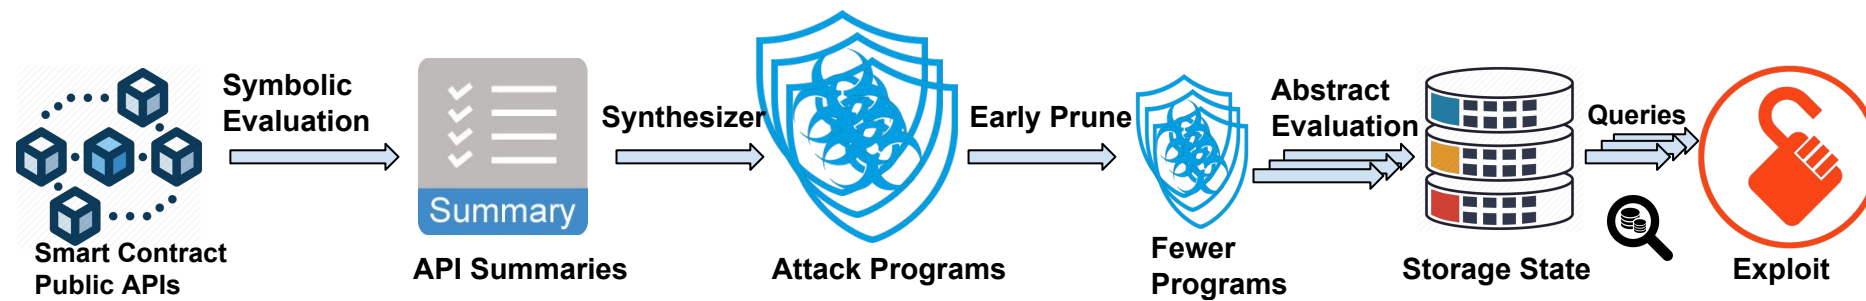 Symbolic
Evaluation
Smart Contract
Public APIs
Summary
API Summaries
Synthesizer
Attack Programs
Early Prune
Fewer
Programs
Abstract
Evaluation
Storage State
Queries
Exploit